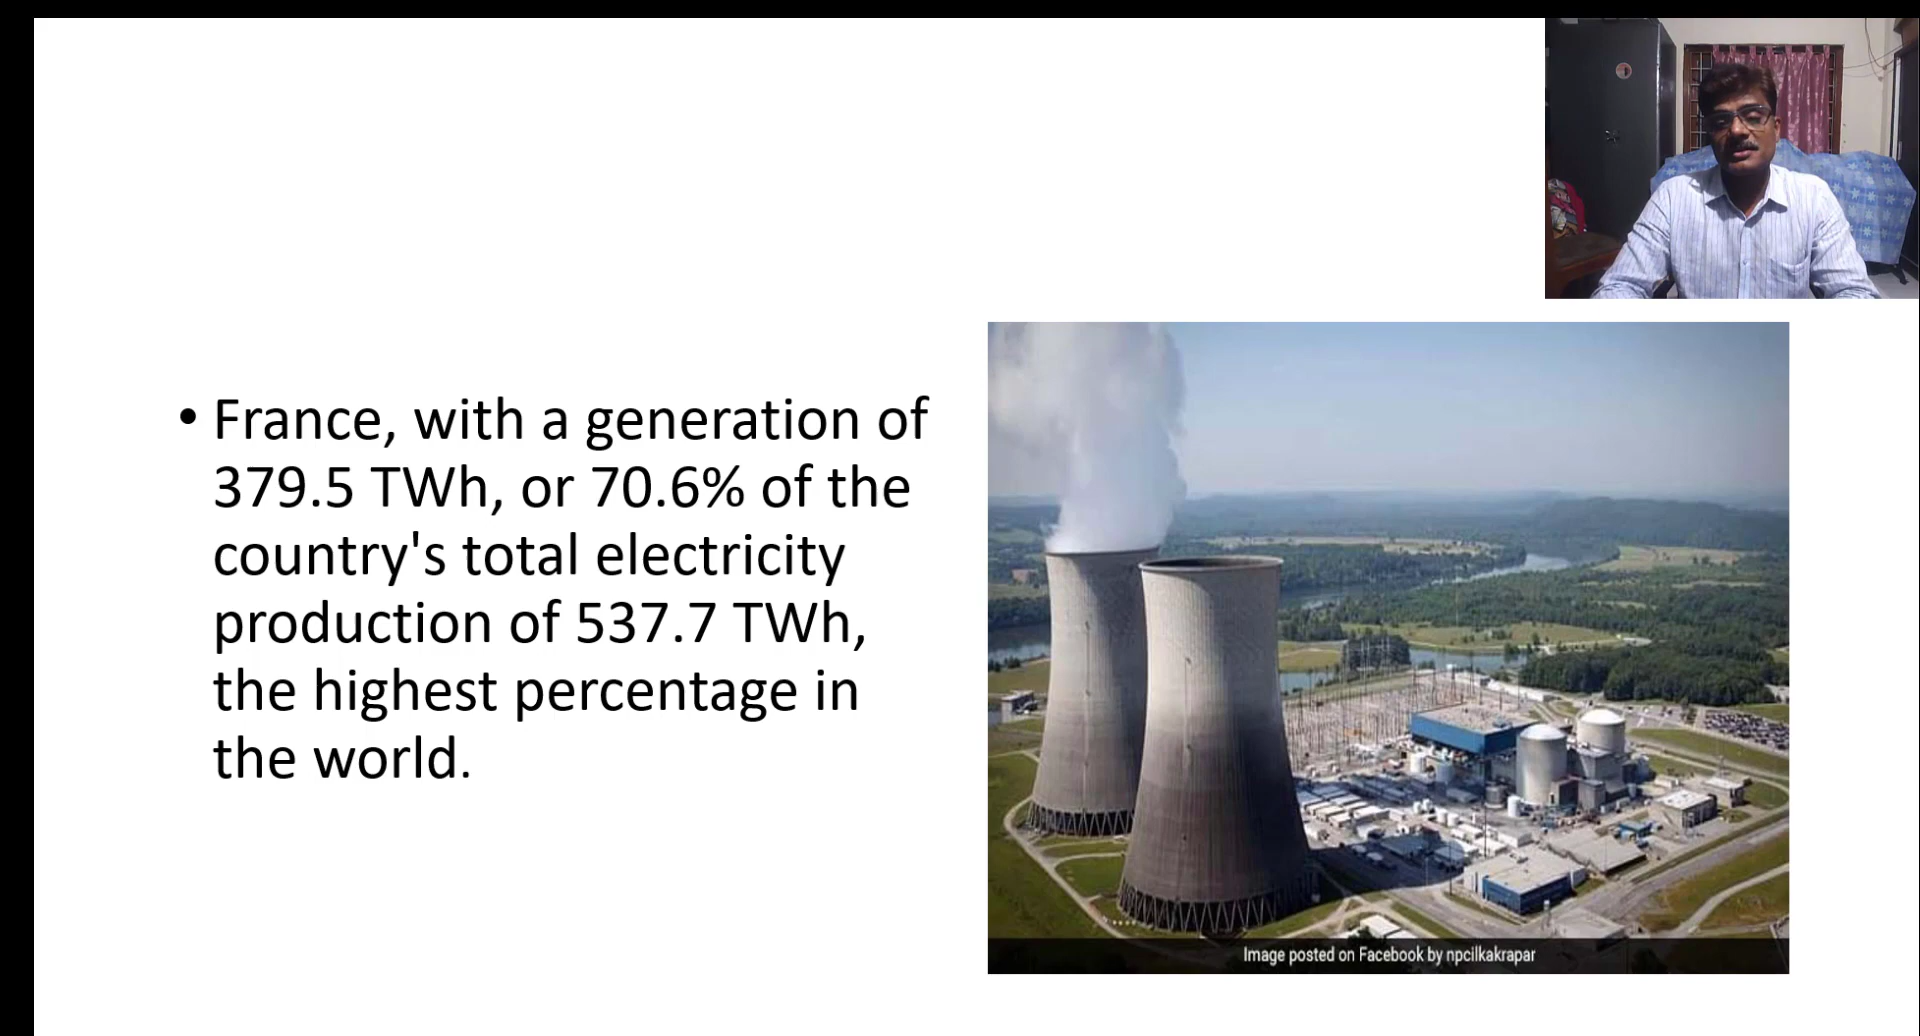 • France, with a generation of
379.5 TWh, or 70.6% of the
country's total electricity
production of 537.7 TWh,
the highest percentage in
the world.
Image posted on Facebook by npcilkakrapar